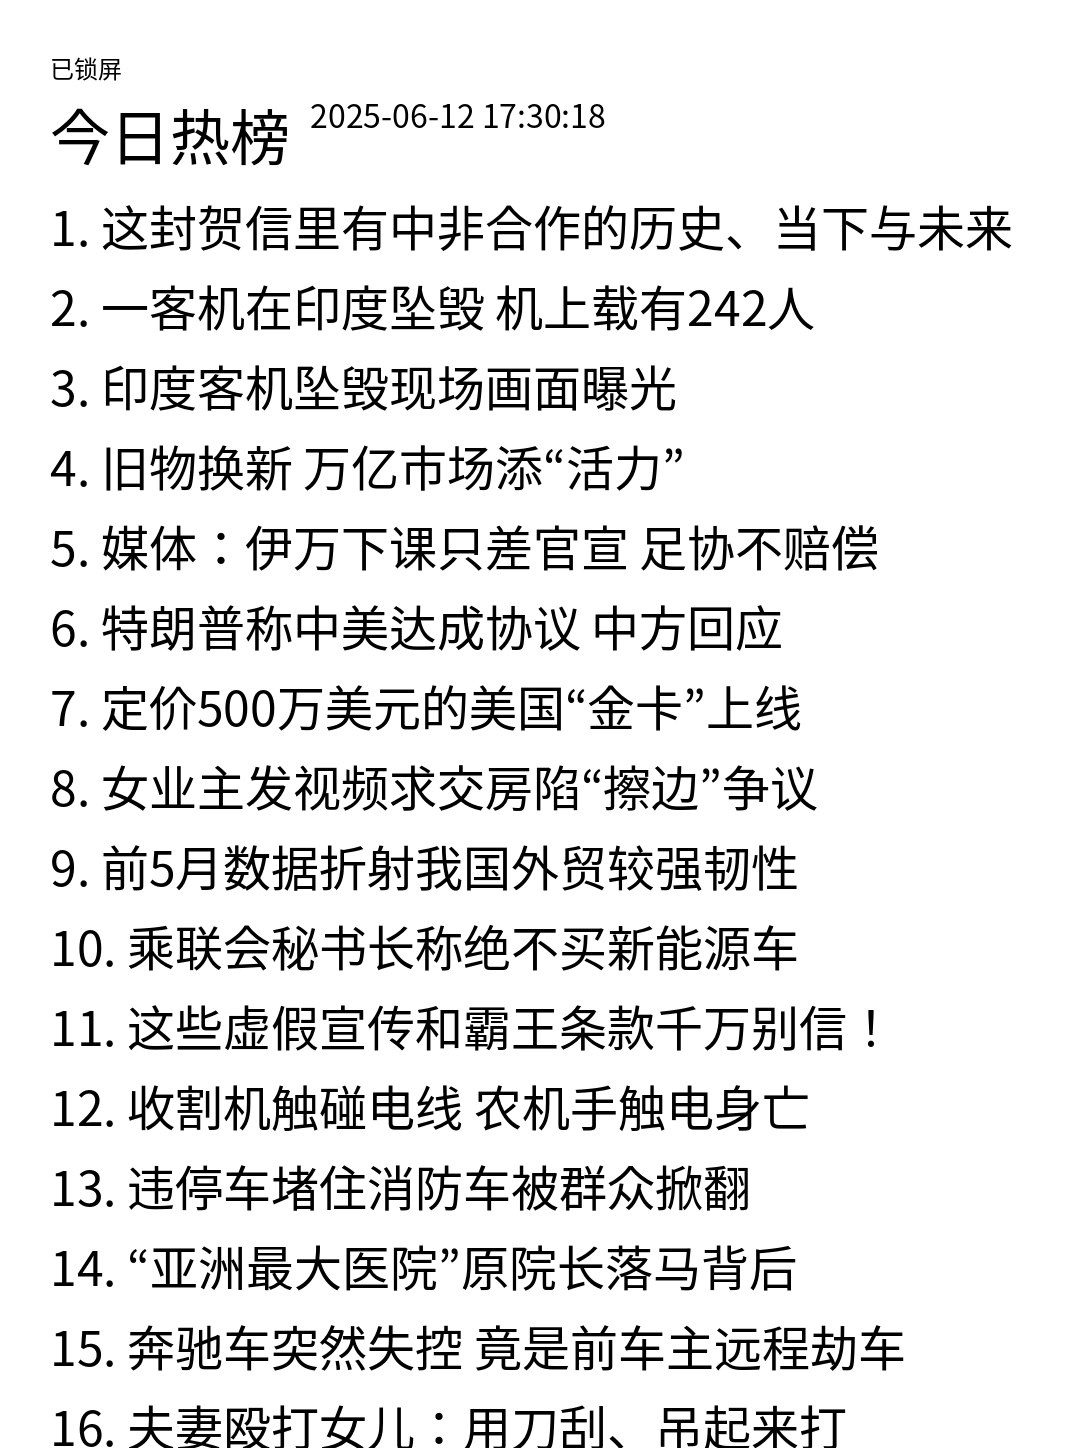 已锁屏
今日热榜 2025-06-12 17:30:18
1. 这封贺信里有中非合作的历史、当下与未来
2. 一客机在印度坠毁 机上载有242人
3. 印度客机坠毁现场画面曝光
4. 旧物换新 万亿市场添“活力”
5. 媒体：伊万下课只差官宣 足协不赔偿
6. 特朗普称中美达成协议 中方回应
7. 定价500万美元的美国“金卡”上线
8. 女业主发视频求交房陷“擦边”争议
9. 前5月数据折射我国外贸较强韧性
10. 乘联会秘书长称绝不买新能源车
11. 这些虚假宣传和霸王条款千万别信！
12. 收割机触碰电线 农机手触电身亡
13. 违停车堵住消防车被群众掀翻
14. “亚洲最大医院”原院长落马背后
15. 奔驰车突然失控 竟是前车主远程劫车
16. 夫妻殴打女儿：用刀刮、吊起来打